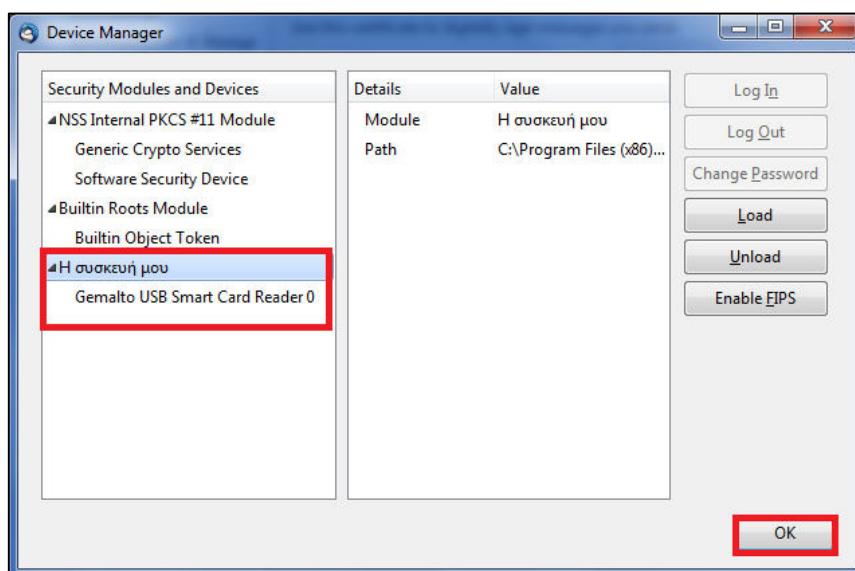 Device Manager
Security Modules and Devices
NSS Internal PKCS #11 Module
Generic Crypto Services
Software Security Device
Builtin Roots Module
Builtin Object Token
Η συσκευή μου
Gemalto USB Smart Card Reader 0
Details Value
Module Η συσκευή μου
Path C:\Program Files (x86)...
Log In
Log Out
Change Password
Load
Unload
Enable FIPS
OK